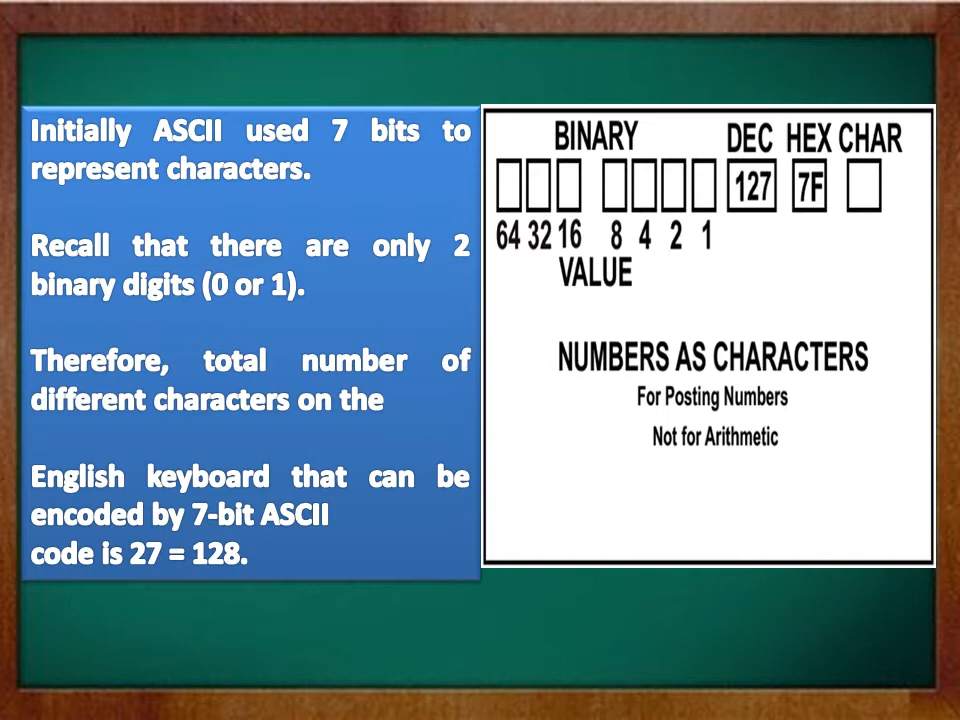 Initially ASCII used 7 bits to
represent characters.
Recall that there are only 2
binary digits (0 or 1).
Therefore, total number of
different characters on the
English keyboard that can be
encoded by 7-bit ASCII
code is 27 = 128.
BINARY DEC HEX CHAR
127 7F
64 32 16 8 4 2 1
VALUE
NUMBERS AS CHARACTERS
For Posting Numbers
Not for Arithmetic